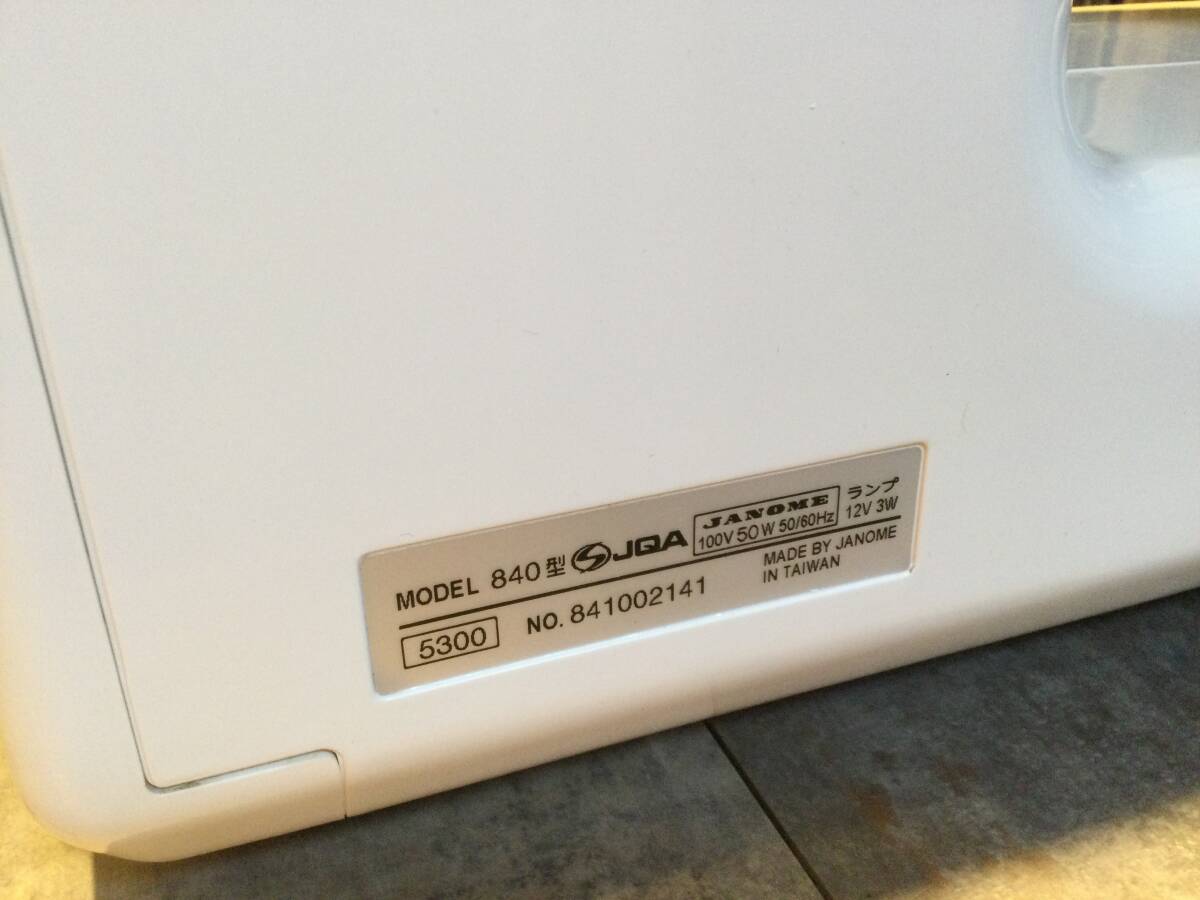 MODEL 840型 JQA JANOME ランプ
100V 50W 50/60Hz 12V 3W
5300 NO. 841002141 MADE BY JANOME
IN TAIWAN